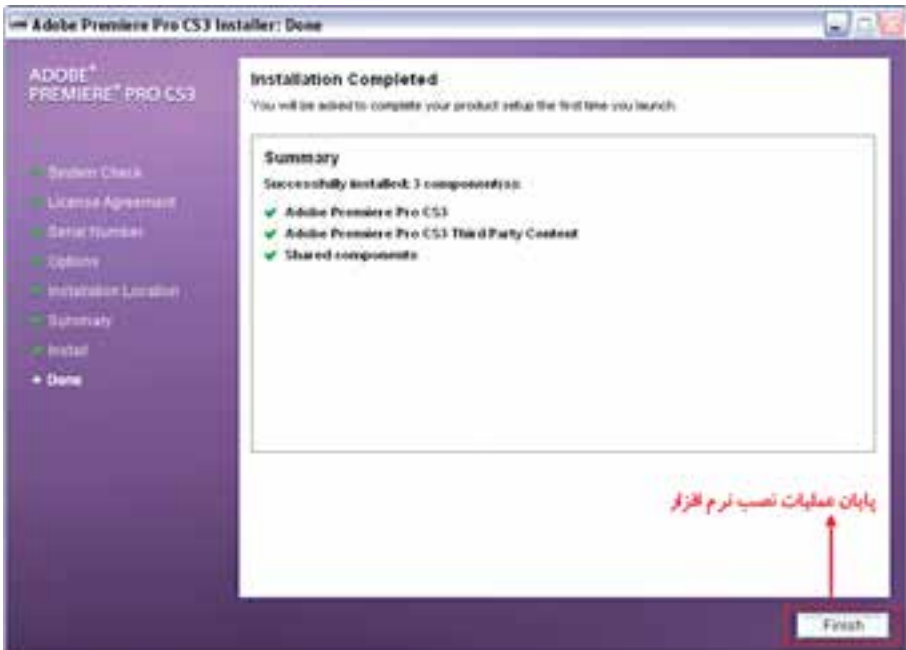 Adobe Premiere Pro CS3 Installer: Done
ADOBE®
PREMIERE® PRO CS3
System Check
License Agreement
Serial Number
Options
Installation Location
Summary
Install
Done
Installation Completed
You will be asked to complete your product setup the first time you launch.
Summary
Successfully installed: 3 component(s):
Adobe Premiere Pro CS3
Adobe Premiere Pro CS3 Third Party Content
Shared components
پایان عملیات نصب نرم افزار
Finish